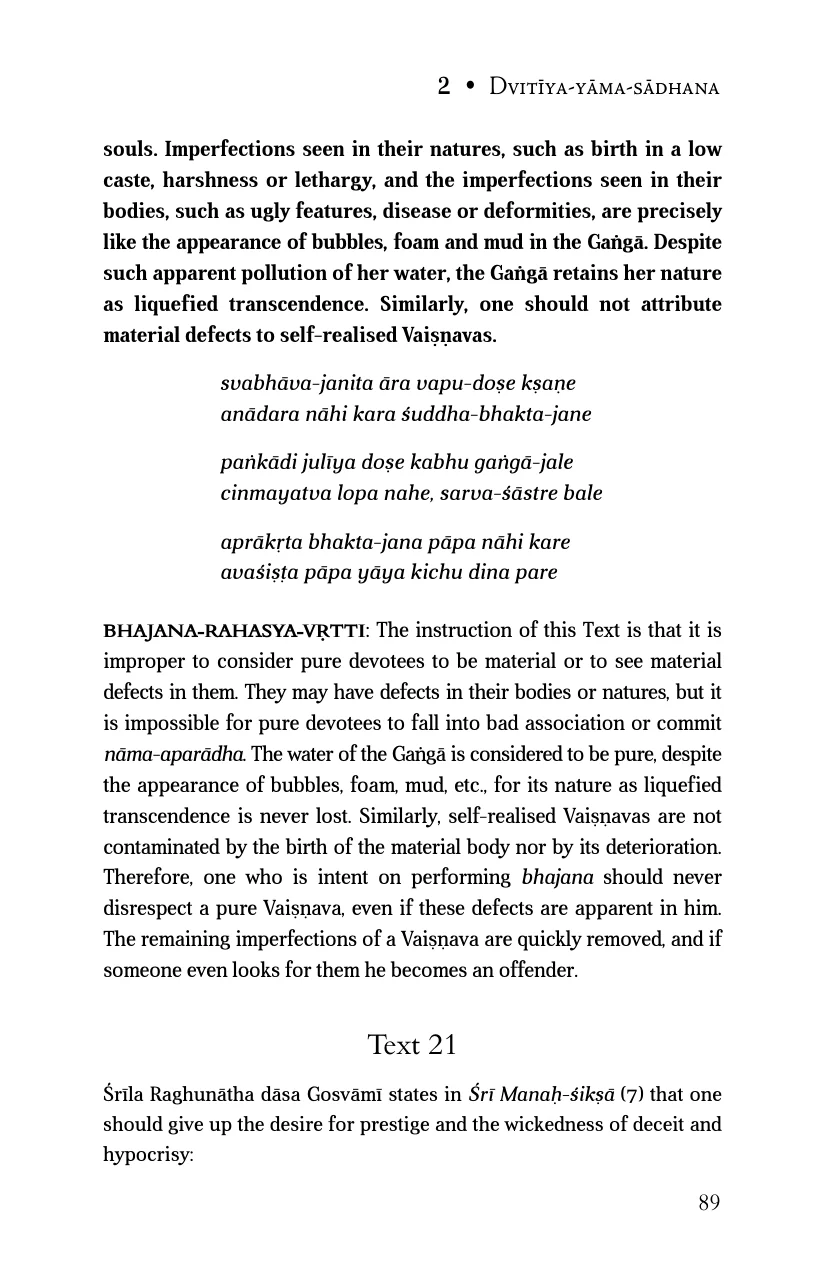 2 • Dvitīya-yāma-sādhana
souls. Imperfections seen in their natures, such as birth in a low
caste, harshness or lethargy, and the imperfections seen in their
bodies, such as ugly features, disease or deformities, are precisely
like the appearance of bubbles, foam and mud in the Gaṅgā. Despite
such apparent pollution of her water, the Gaṅgā retains her nature
as liquefied transcendence. Similarly, one should not attribute
material defects to self-realised Vaiṣṇavas.
svabhāva-janita āra vapu-doṣe kṣaṇe
anādara nāhi kara śuddha-bhakta-jane
paṅkādi julīya doṣe kabhu gaṅgā-jale
cinmayatva lopa nahe, sarva-śāstre bale
aprākṛta bhakta-jana pāpa nāhi kare
avaśiṣṭa pāpa yāya kichu dina pare
BHAJANA-RAHASYA-VṚTTI: The instruction of this Text is that it is
improper to consider pure devotees to be material or to see material
defects in them. They may have defects in their bodies or natures, but it
is impossible for pure devotees to fall into bad association or commit
nāma-aparādha. The water of the Gaṅgā is considered to be pure, despite
the appearance of bubbles, foam, mud, etc., for its nature as liquefied
transcendence is never lost. Similarly, self-realised Vaiṣṇavas are not
contaminated by the birth of the material body nor by its deterioration.
Therefore, one who is intent on performing bhajana should never
disrespect a pure Vaiṣṇava, even if these defects are apparent in him.
The remaining imperfections of a Vaiṣṇava are quickly removed, and if
someone even looks for them he becomes an offender.
Text 21
Śrīla Raghunātha dāsa Gosvāmī states in Śrī Manaḥ-śikṣā (7) that one
should give up the desire for prestige and the wickedness of deceit and
hypocrisy:
89